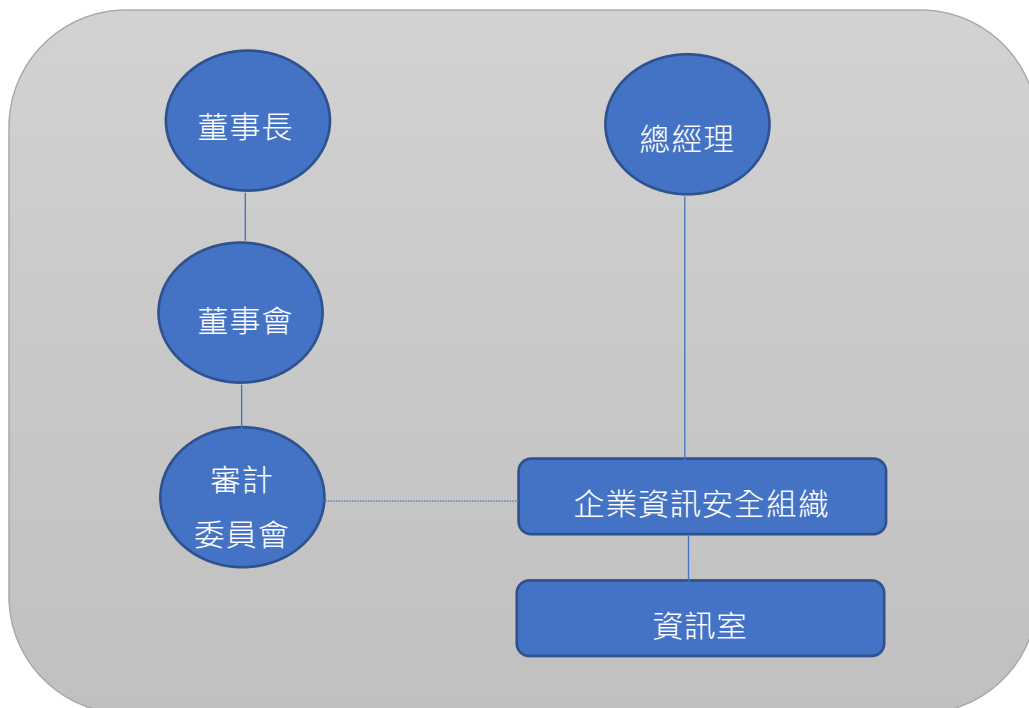 董事長
總經理
董事會
審計
委員會
企業資訊安全組織
資訊室